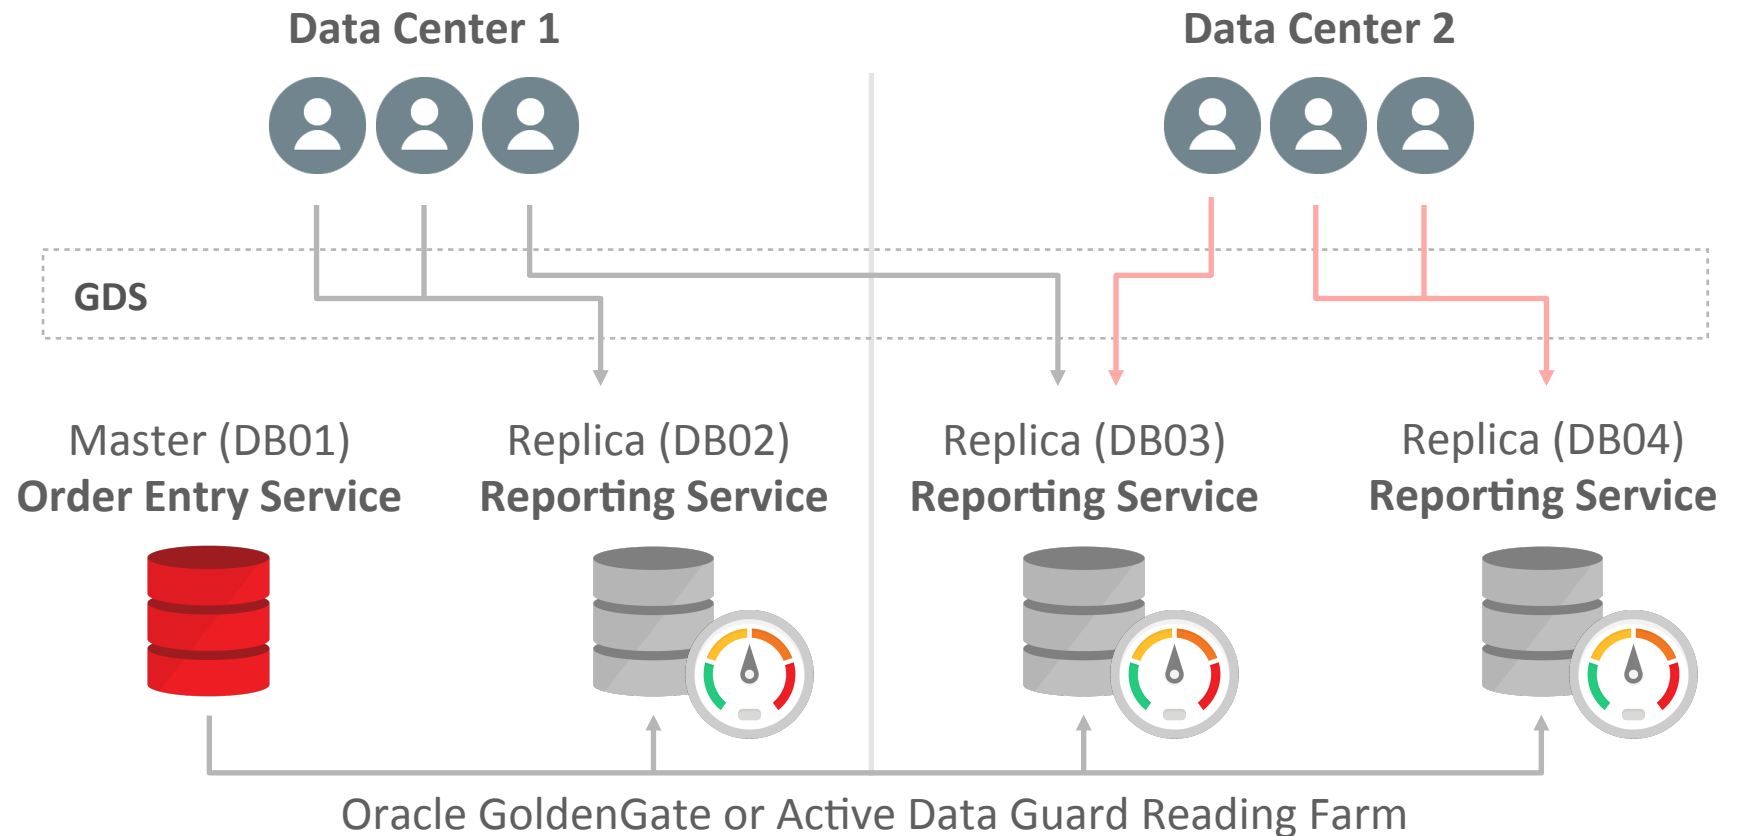 Data Center 1
Data Center 2
GDS
Master (DB01)
Order Entry Service
Replica (DB02)
Reporting Service
Replica (DB03)
Reporting Service
Replica (DB04)
Reporting Service
Oracle GoldenGate or Active Data Guard Reading Farm